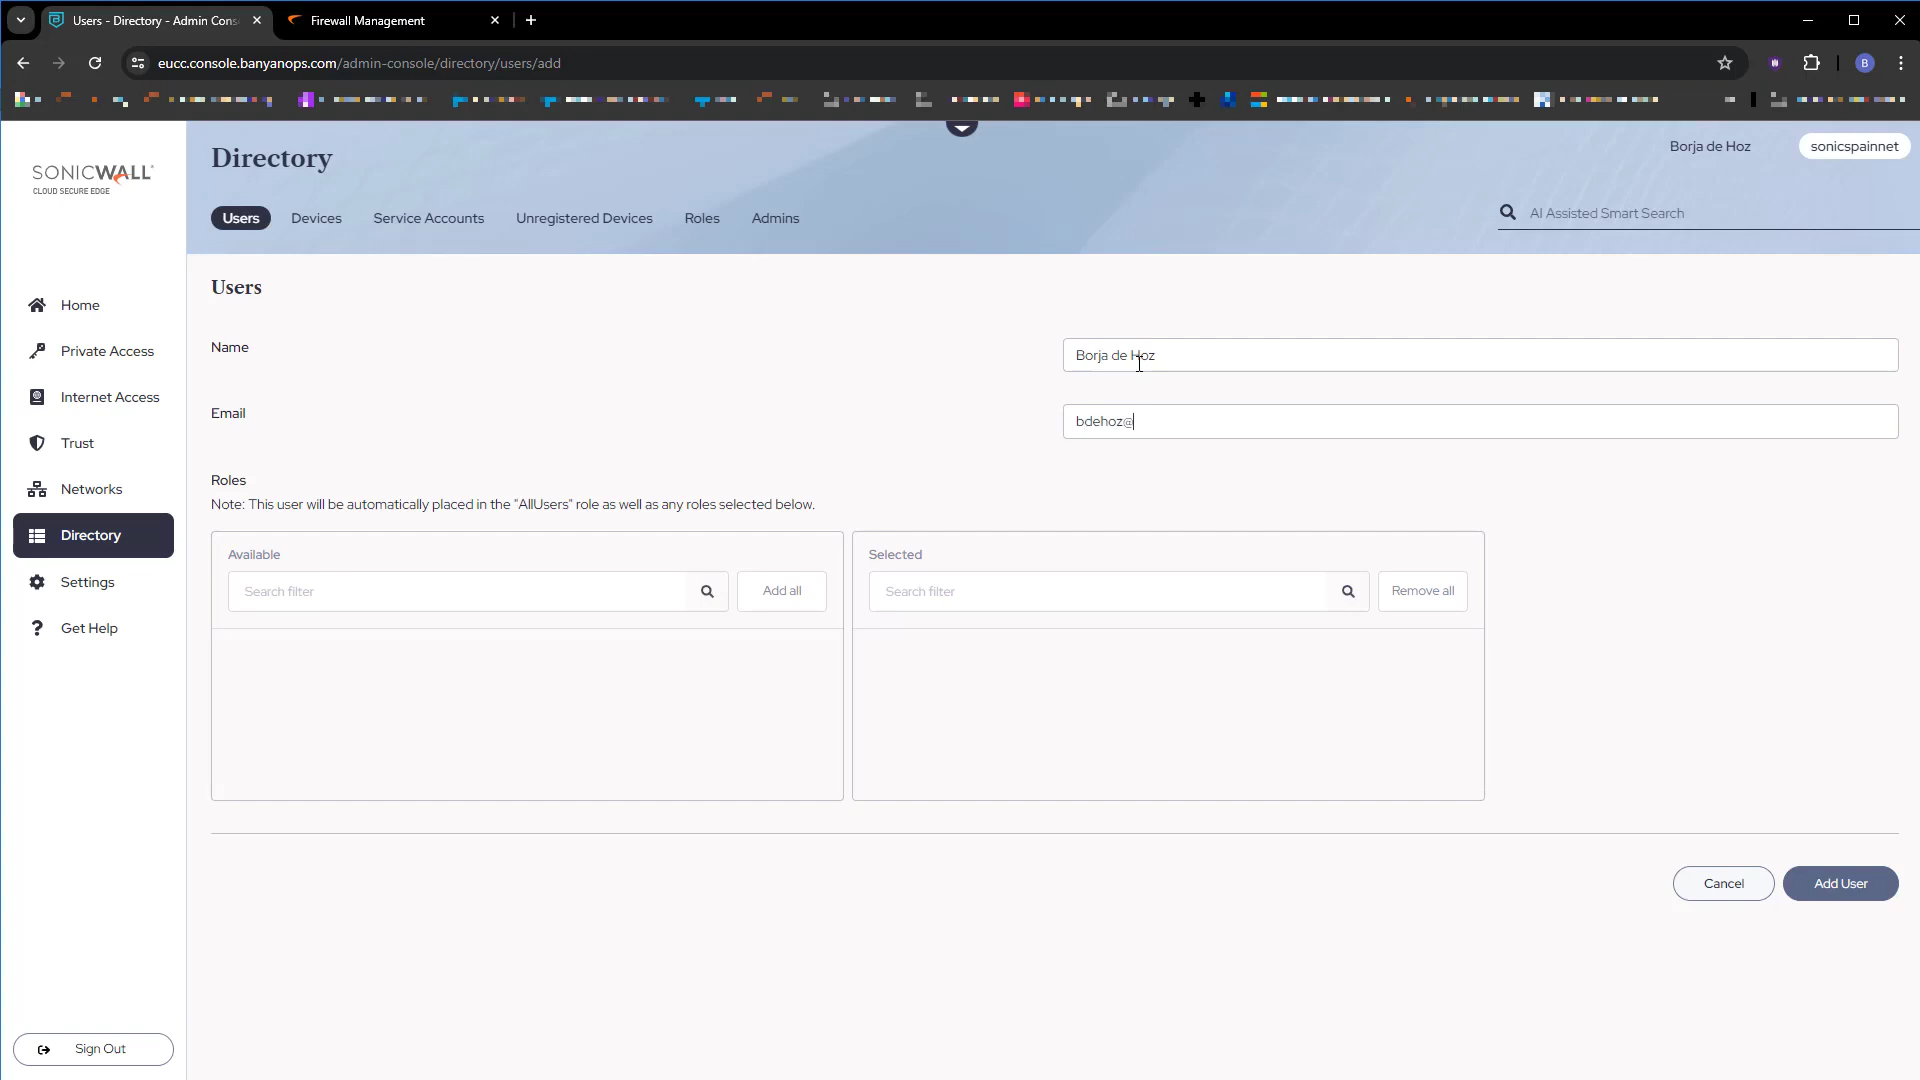 Users - Directory - Admin Cons
Firewall Management
eucc.console.banyanops.com/admin-console/directory/users/add
B
SONICWALL
CLOUD SECURE EDGE
Directory
Borja de Hoz
sonicspainnet
Users
Devices
Service Accounts
Unregistered Devices
Roles
Admins
AI Assisted Smart Search
Home
Private Access
Internet Access
Trust
Networks
Directory
Settings
Get Help
Sign Out
Users
Name
Borja de Hoz
Email
bdehoz@
Roles
Note: This user will be automatically placed in the "AllUsers" role as well as any roles selected below.
Available
Search filter
Add all
Selected
Search filter
Remove all
Cancel
Add User